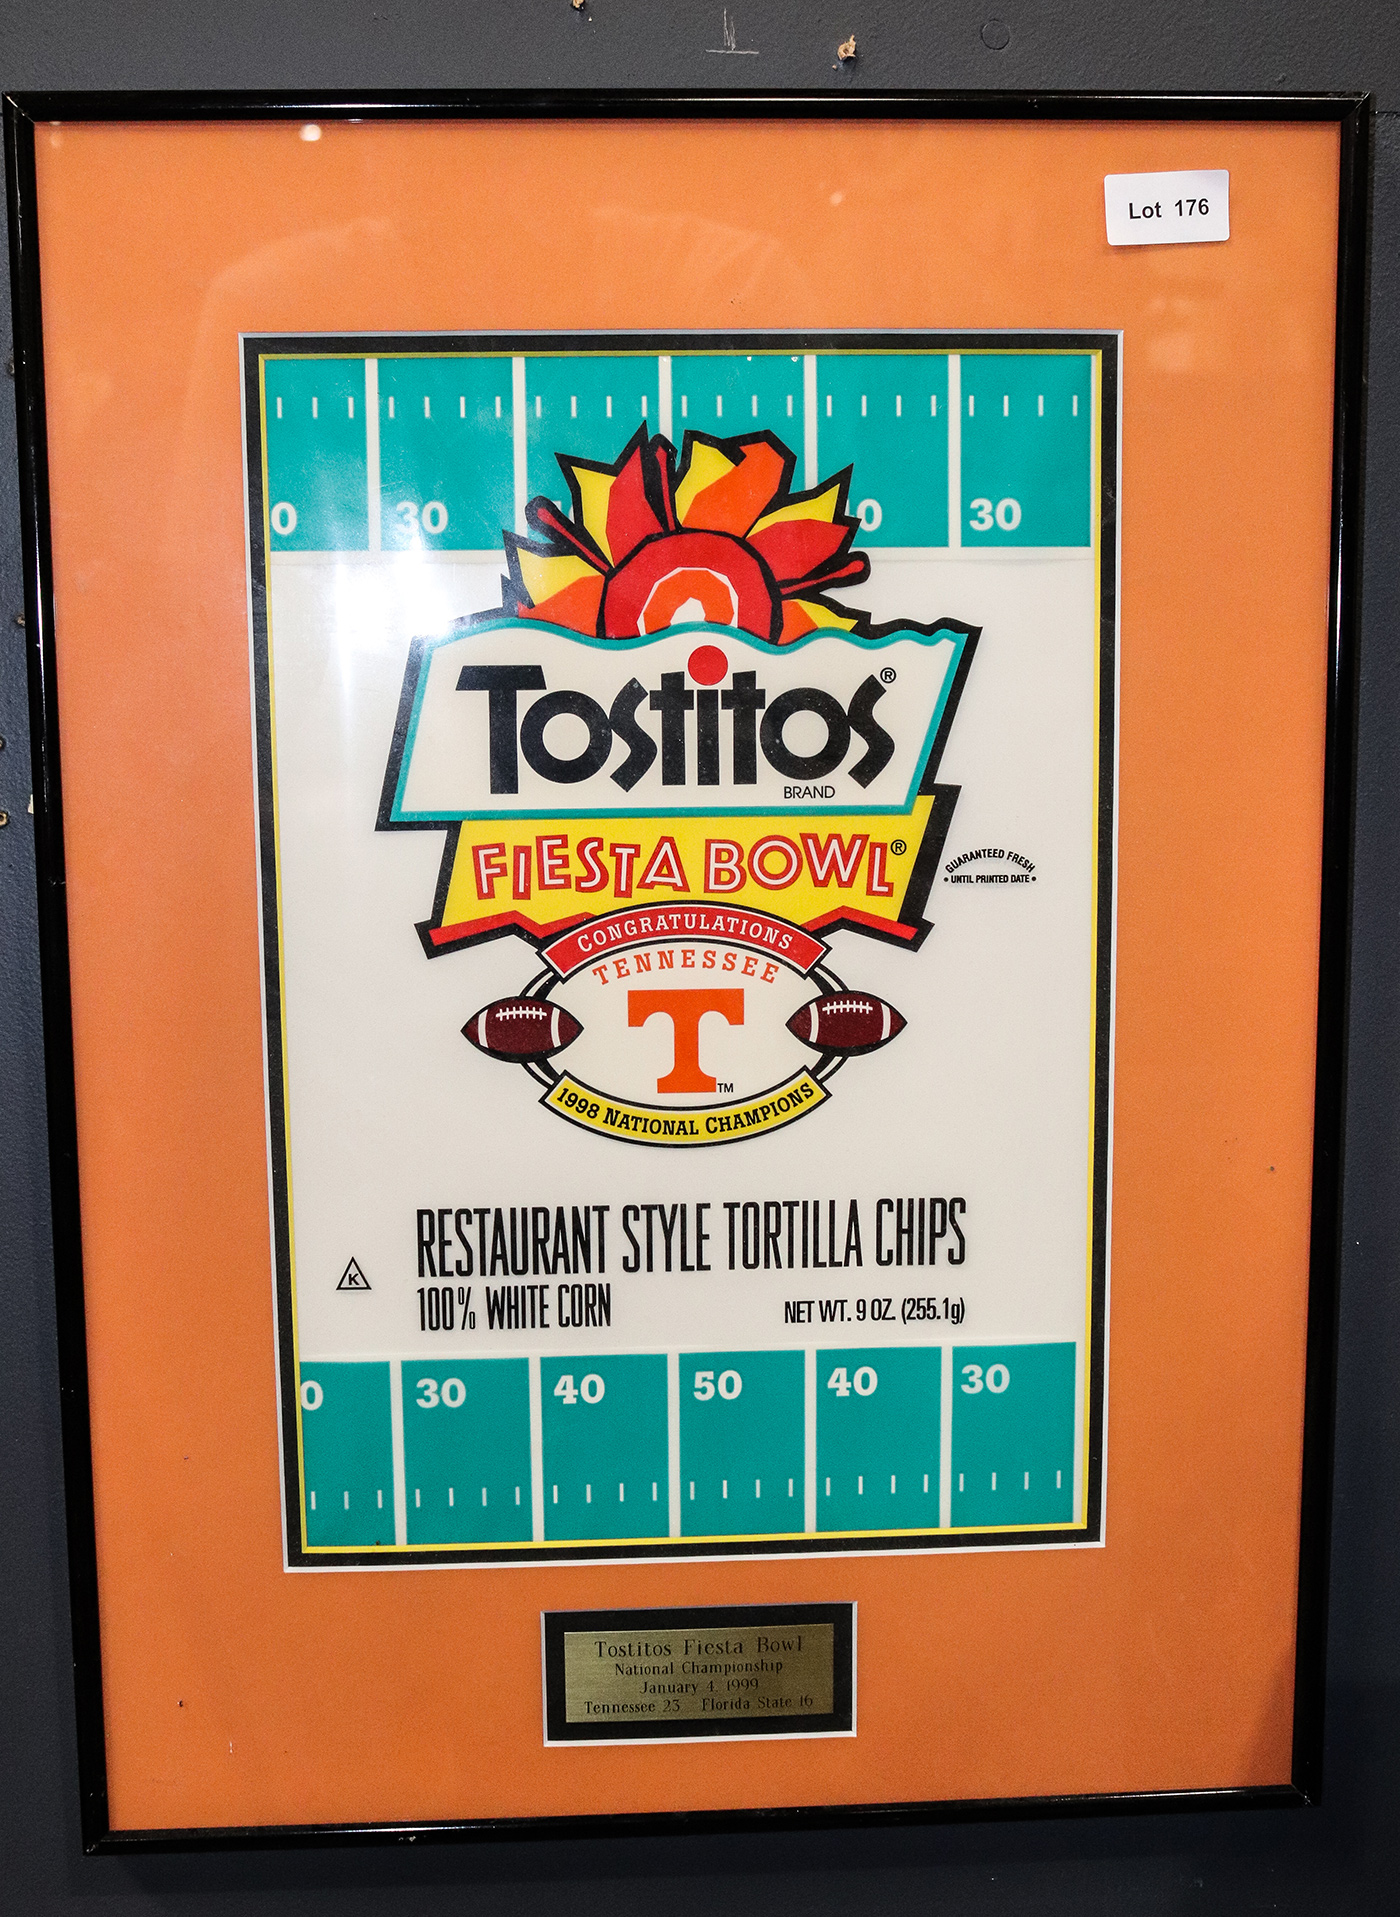 Lot 176
0 30 0 30
Tostitos®
BRAND
FIESTA BOWL®
GUARANTEED FRESH
• UNTIL PRINTED DATE •
CONGRATULATIONS
TENNESSEE
T™
1998 NATIONAL CHAMPIONS
RESTAURANT STYLE TORTILLA CHIPS
K
100% WHITE CORN
NET WT. 9 OZ. (255.1g)
0 30 40 50 40 30
Tostitos Fiesta Bowl
National Championship
January 4, 1999
Tennessee 23 Florida State 16